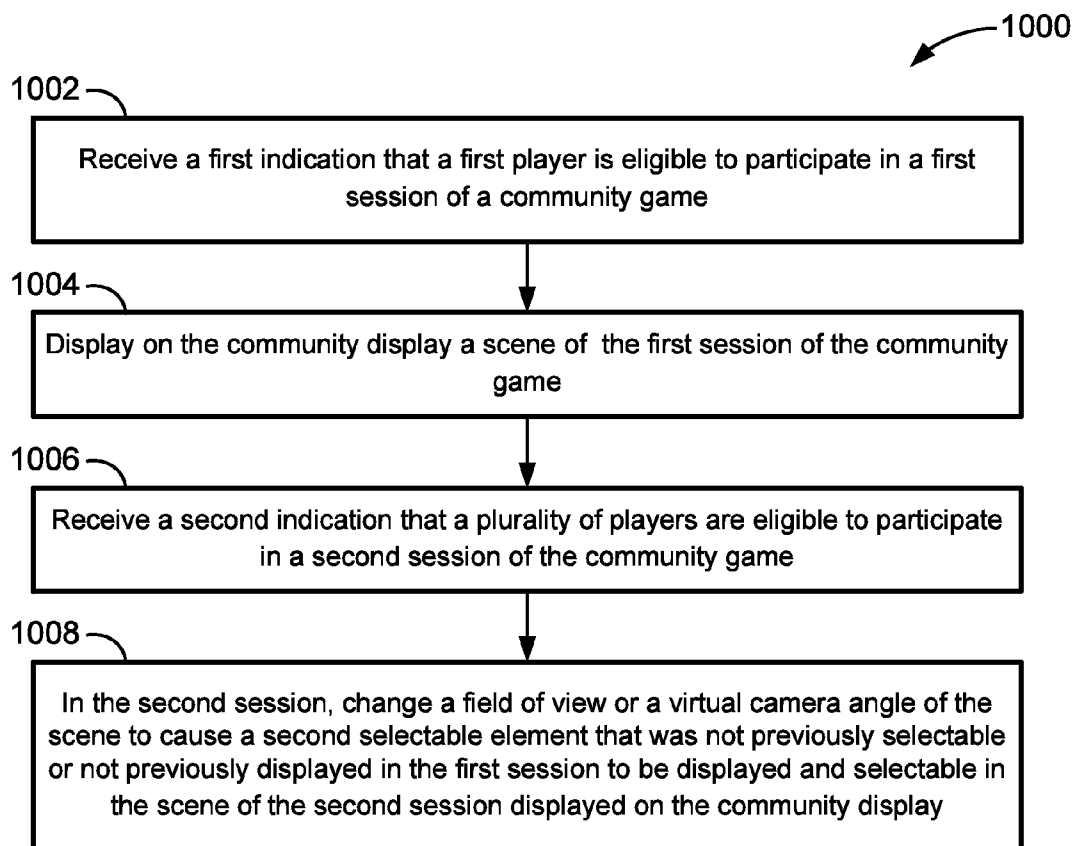 1000
1002
Receive a first indication that a first player is eligible to participate in a first
session of a community game
1004
Display on the community display a scene of the first session of the community
game
1006
Receive a second indication that a plurality of players are eligible to participate
in a second session of the community game
1008
In the second session, change a field of view or a virtual camera angle of the
scene to cause a second selectable element that was not previously selectable
or not previously displayed in the first session to be displayed and selectable in
the scene of the second session displayed on the community display